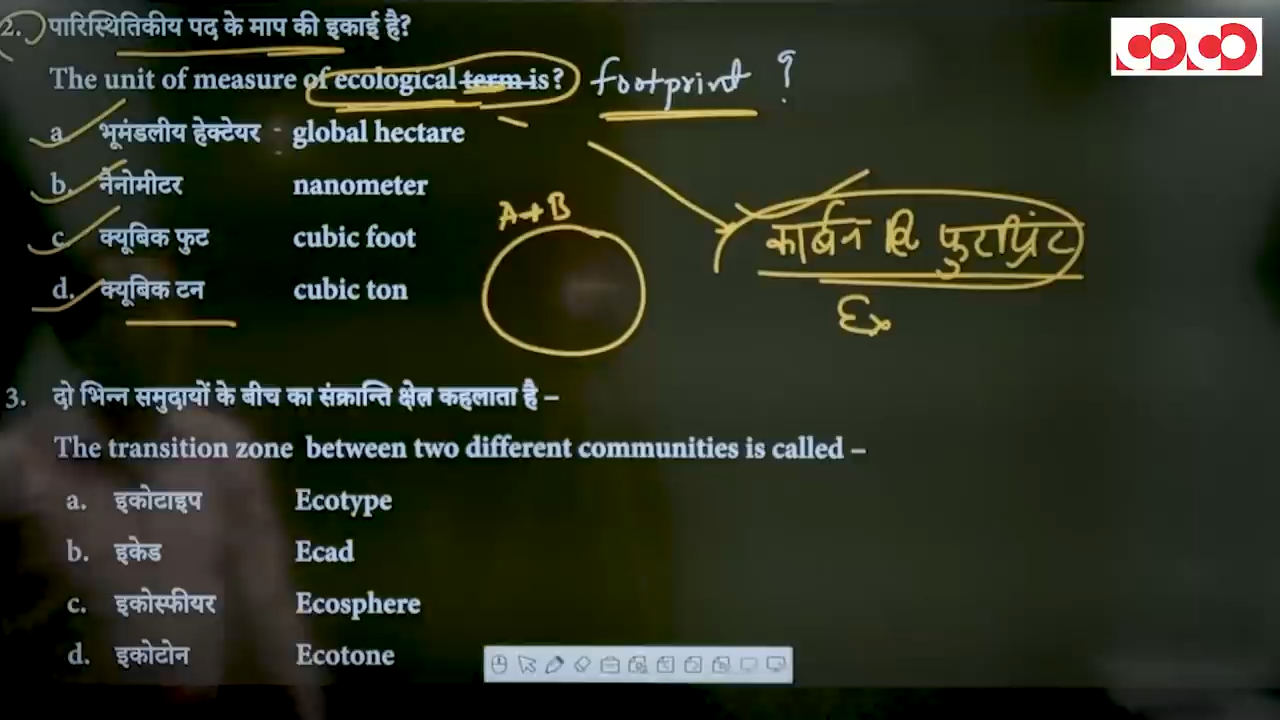 2. पारिस्थितिकीय पद के माप की इकाई है?
The unit of measure of ecological term is? footprint ?
a. भूमंडलीय हेक्टेयर - global hectare
b. नैनोमीटर nanometer
A+B
c. क्यूबिक फुट cubic foot
कार्बन फुटप्रिंट
d. क्यूबिक टन cubic ton
Ex
3. दो भिन्न समुदायों के बीच का संक्रान्ति क्षेत्र कहलाता है –
The transition zone between two different communities is called –
a. इकोटाइप Ecotype
b. इकेड Ecad
c. इकोस्फीयर Ecosphere
d. इकोटोन Ecotone